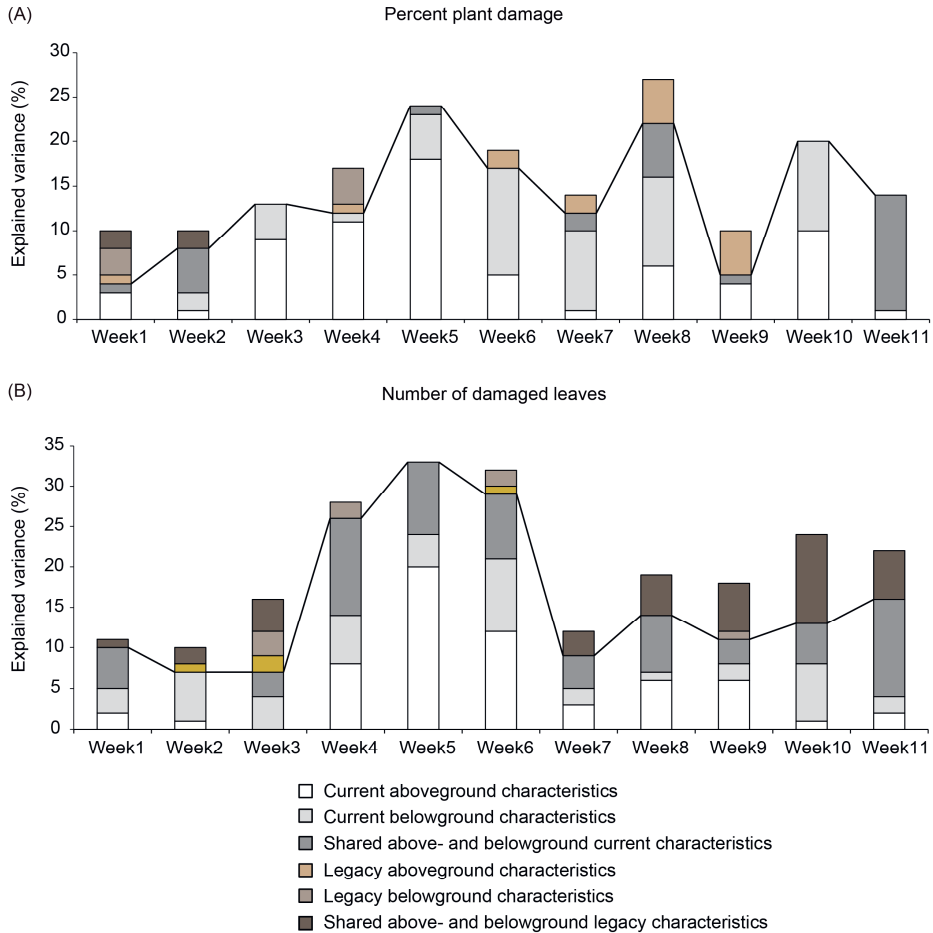 (A)
Percent plant damage
Explained variance (%)
30
25
20
15
10
5
0
Week1 Week2 Week3 Week4 Week5 Week6 Week7 Week8 Week9 Week10 Week11
(B)
Number of damaged leaves
Explained variance (%)
35
30
25
20
15
10
5
0
Week1 Week2 Week3 Week4 Week5 Week6 Week7 Week8 Week9 Week10 Week11
Current aboveground characteristics
Current belowground characteristics
Shared above- and belowground current characteristics
Legacy aboveground characteristics
Legacy belowground characteristics
Shared above- and belowground legacy characteristics